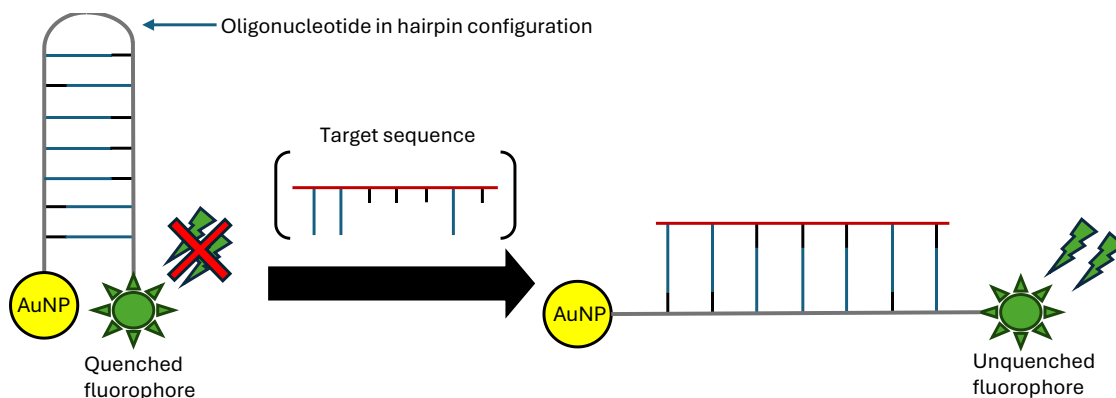 Oligonucleotide in hairpin configuration
Target sequence
AuNP
Quenched
fluorophore
AuNP
Unquenched
fluorophore